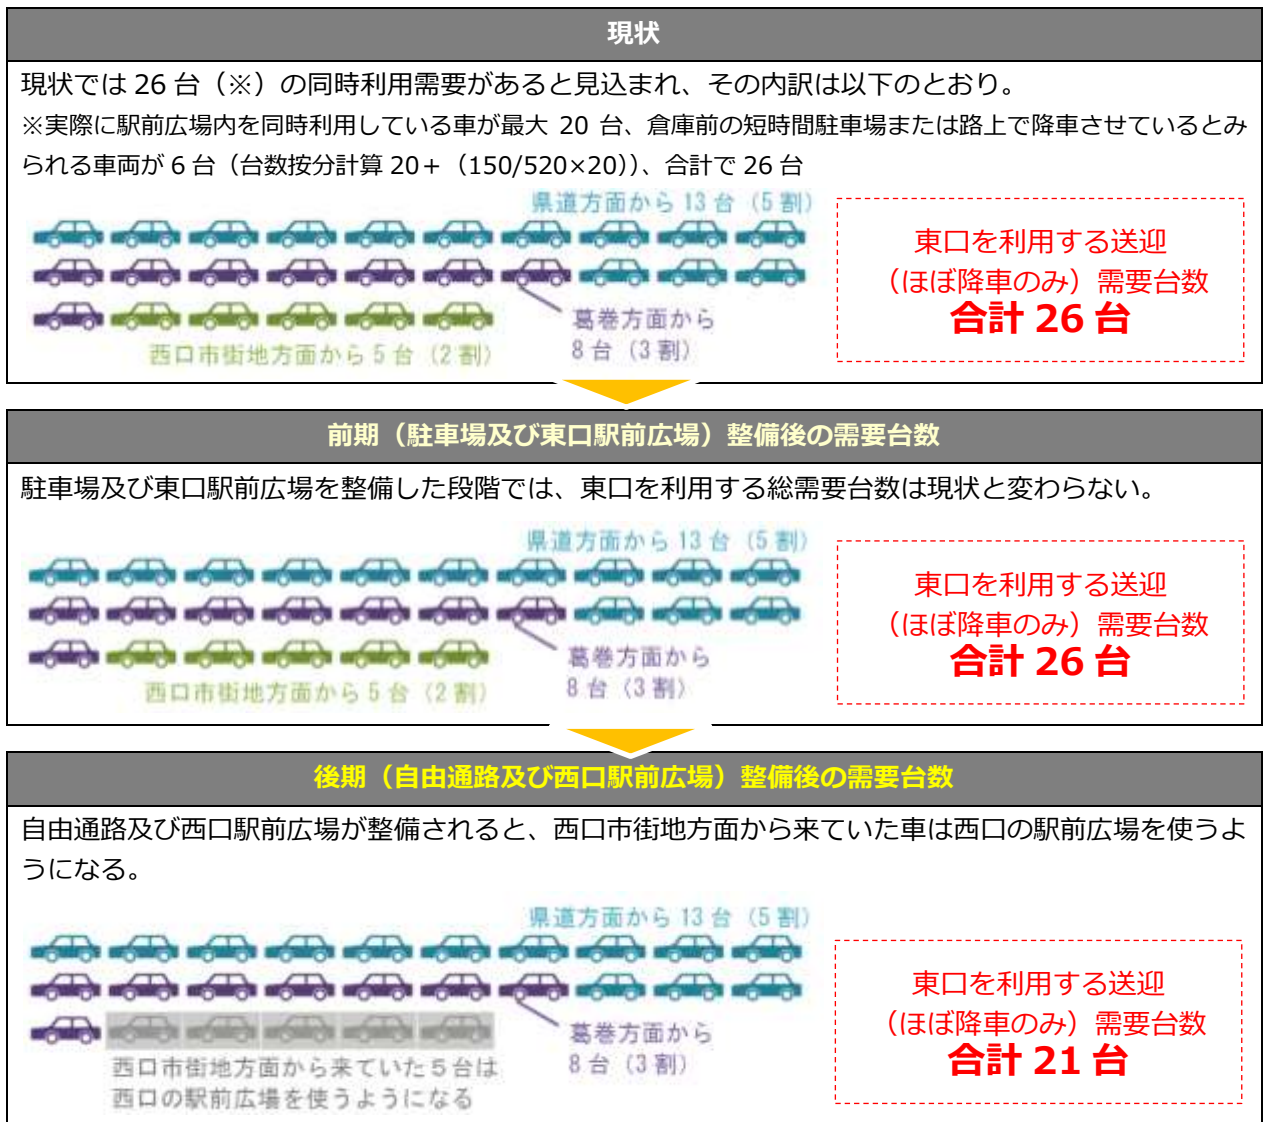 現状
現状では 26 台（※）の同時利用需要があると見込まれ、その内訳は以下のとおり。
※実際に駅前広場内を同時利用している車が最大 20 台、倉庫前の短時間駐車場または路上で降車させているとみ
られる車両が 6 台（台数按分計算 20＋（150/520×20））、合計で 26 台
県道方面から 13 台（5 割）
葛巻方面から
8 台（3 割）
西口市街地方面から 5 台（2 割）
東口を利用する送迎
（ほぼ降車のみ）需要台数
合計 26 台
前期（駐車場及び東口駅前広場）整備後の需要台数
駐車場及び東口駅前広場を整備した段階では、東口を利用する総需要台数は現状と変わらない。
県道方面から 13 台（5 割）
葛巻方面から
8 台（3 割）
西口市街地方面から 5 台（2 割）
東口を利用する送迎
（ほぼ降車のみ）需要台数
合計 26 台
後期（自由通路及び西口駅前広場）整備後の需要台数
自由通路及び西口駅前広場が整備されると、西口市街地方面から来ていた車は西口の駅前広場を使うよ
うになる。
県道方面から 13 台（5 割）
葛巻方面から
8 台（3 割）
西口市街地方面から来ていた５台は
西口の駅前広場を使うようになる
東口を利用する送迎
（ほぼ降車のみ）需要台数
合計 21 台